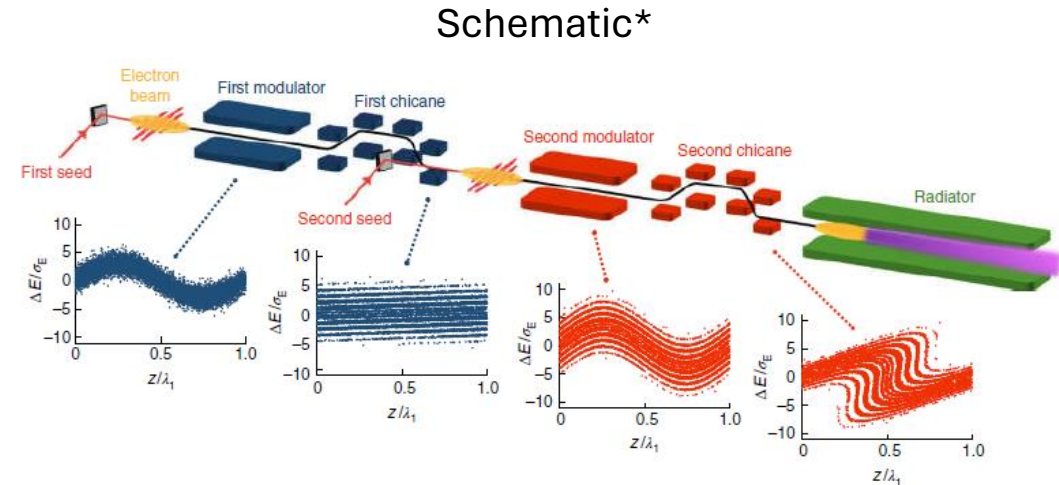 Schematic*
Electron
beam
First modulator
First chicane
First seed
Second seed
Second modulator
Second chicane
Radiator
10
5
0
−5
−10
ΔE/σE
0
0.5
1.0
z/λ1
10
5
0
−5
−10
ΔE/σE
0
0.5
1.0
z/λ1
10
5
0
−5
−10
ΔE/σE
0
0.5
1.0
z/λ1
10
5
0
−5
−10
ΔE/σE
0
0.5
1.0
z/λ1